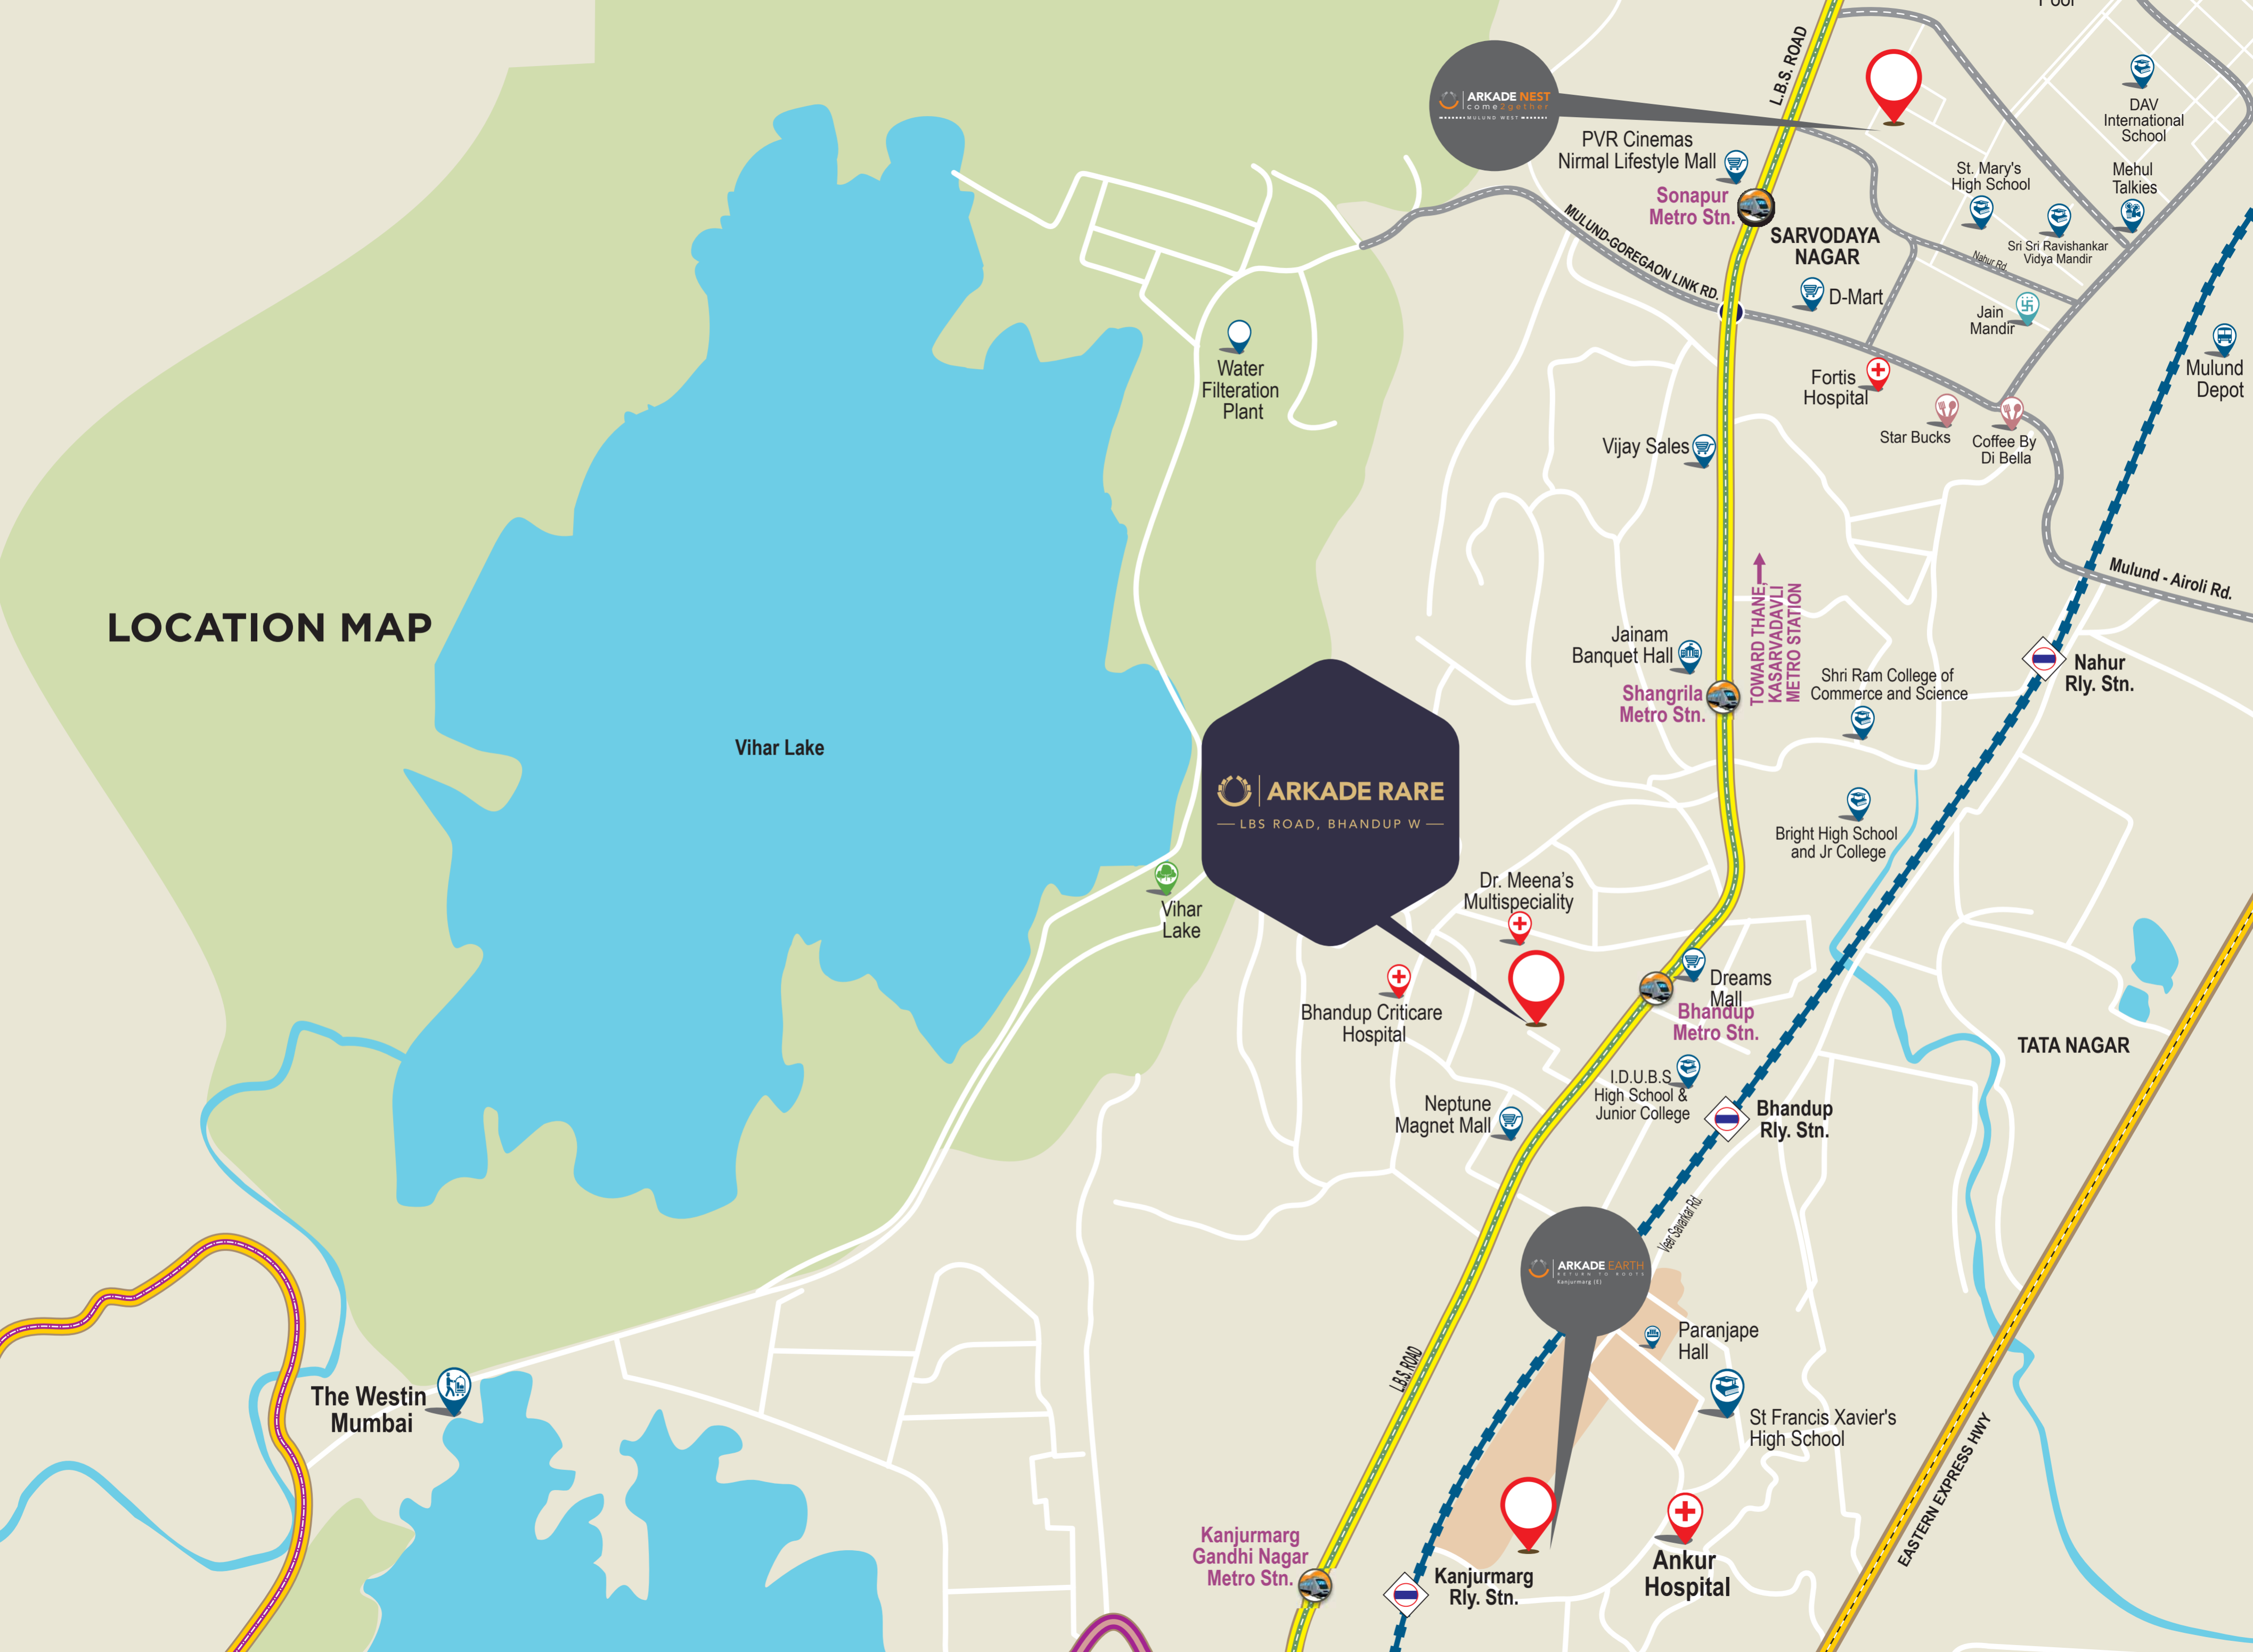 LOCATION MAP
Vihar Lake
Water
Filteration
Plant
Vihar
Lake
ARKADE NEST
come2gether
MULUND WEST
L.B.S. ROAD
PVR Cinemas
Nirmal Lifestyle Mall
Sonapur
Metro Stn.
MULUND-GOREGAON LINK RD.
SARVODAYA
NAGAR
D-Mart
DAV
International
School
St. Mary's
High School
Mehul
Talkies
Sri Sri Ravishankar
Vidya Mandir
Nahur Rd
Jain
Mandir
Mulund
Depot
Fortis
Hospital
Star Bucks
Coffee By
Di Bella
Vijay Sales
Mulund - Airoli Rd.
TOWARD THANE,
KASARVADAVLI
METRO STATION
Jainam
Banquet Hall
Shangrila
Metro Stn.
Shri Ram College of
Commerce and Science
Nahur
Rly. Stn.
ARKADE RARE
LBS ROAD, BHANDUP W
Bright High School
and Jr College
Dr. Meena's
Multispeciality
Bhandup Criticare
Hospital
Dreams
Mall
Bhandup
Metro Stn.
TATA NAGAR
I.D.U.B.S
High School &
Junior College
Neptune
Magnet Mall
Bhandup
Rly. Stn.
Veer Savarkar Rd.
ARKADE EARTH
RETURN TO ROOTS
Kanjurmarg (E)
Paranjape
Hall
L.B.S. ROAD
The Westin
Mumbai
St Francis Xavier's
High School
EASTERN EXPRESS HWY
Kanjurmarg
Gandhi Nagar
Metro Stn.
Kanjurmarg
Rly. Stn.
Ankur
Hospital